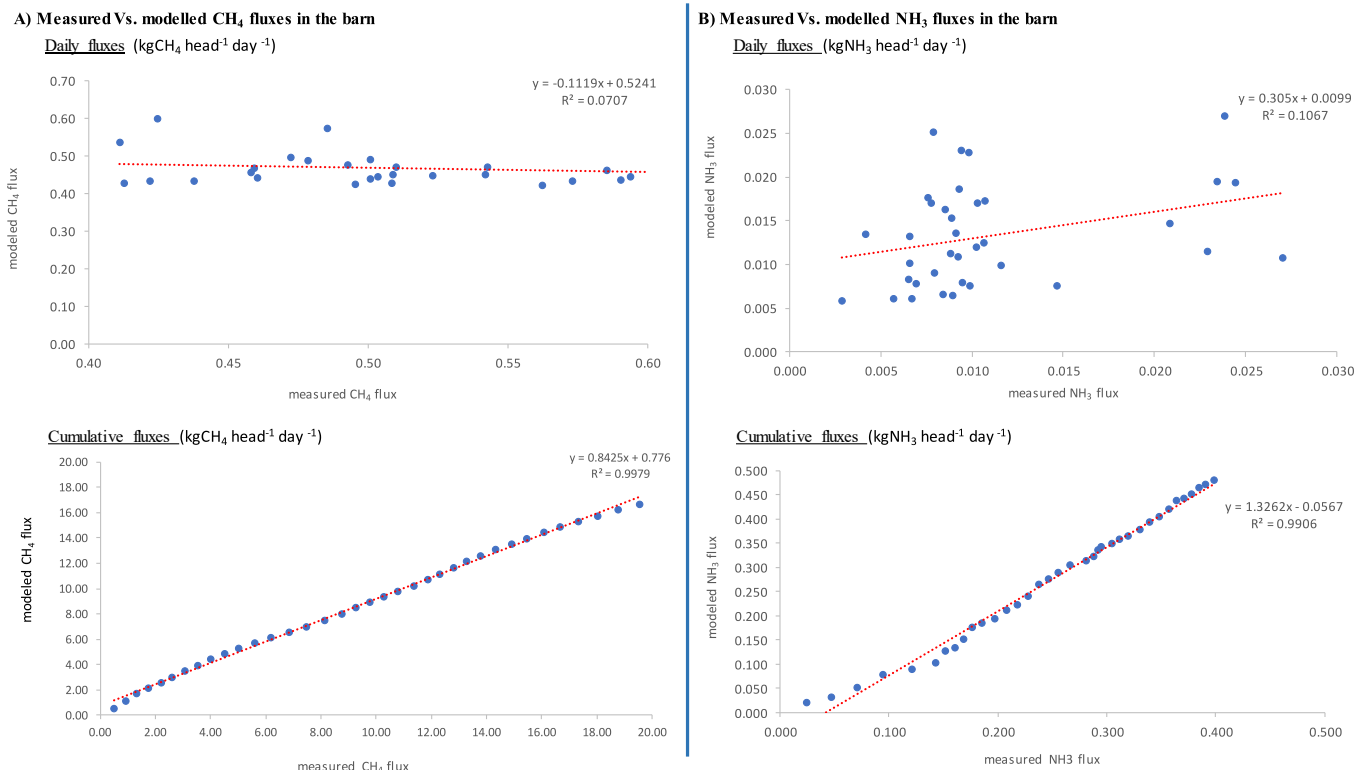 A) Measured Vs. modelled CH₄ fluxes in the barn
Daily fluxes (kgCH₄ head⁻¹ day ⁻¹)
y = -0.1119x + 0.5241
R² = 0.0707
0.70
0.60
0.50
0.40
0.30
0.20
0.10
0.00
modeled CH₄ flux
0.40 0.45 0.50 0.55 0.60
measured CH₄ flux
Cumulative fluxes (kgCH₄ head⁻¹ day ⁻¹)
y = 0.8425x + 0.776
R² = 0.9979
20.00
18.00
16.00
14.00
12.00
10.00
8.00
6.00
4.00
2.00
0.00
modeled CH₄ flux
0.00 2.00 4.00 6.00 8.00 10.00 12.00 14.00 16.00 18.00 20.00
measured CH₄ flux
B) Measured Vs. modelled NH₃ fluxes in the barn
Daily fluxes (kgNH₃ head⁻¹ day ⁻¹)
y = 0.305x + 0.0099
R² = 0.1067
0.030
0.025
0.020
0.015
0.010
0.005
0.000
modeled NH₃ flux
0.000 0.005 0.010 0.015 0.020 0.025 0.030
measured NH₃ flux
Cumulative fluxes (kgNH₃ head⁻¹ day ⁻¹)
y = 1.3262x - 0.0567
R² = 0.9906
0.500
0.450
0.400
0.350
0.300
0.250
0.200
0.150
0.100
0.050
0.000
modeled NH₃ flux
0.000 0.100 0.200 0.300 0.400 0.500
measured NH3 flux